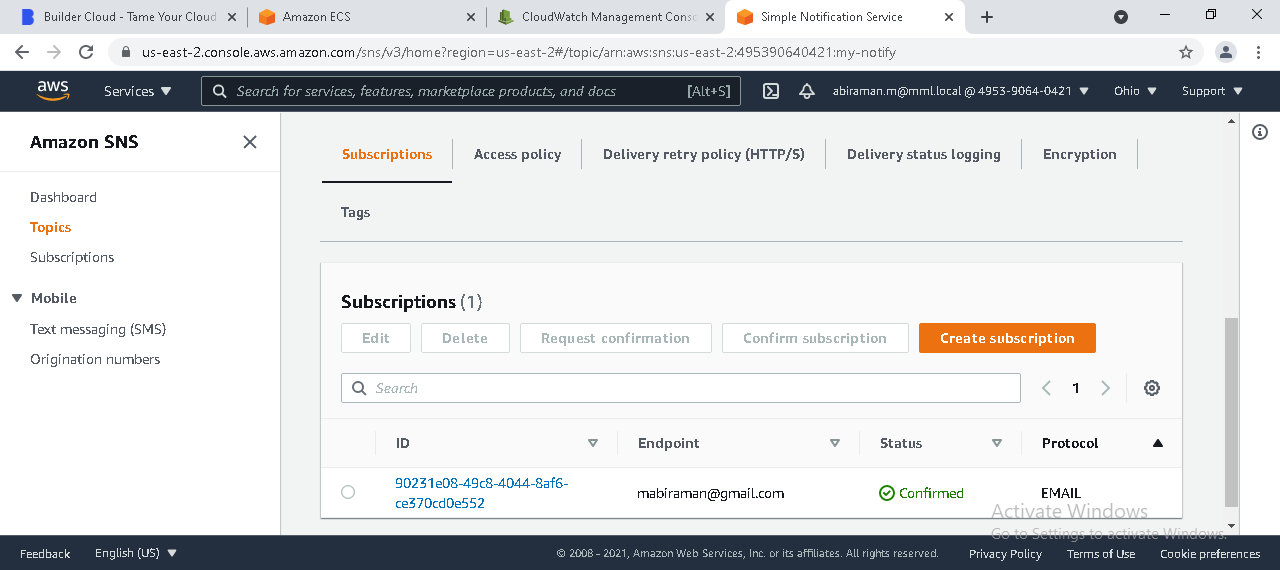 Builder Cloud - Tame Your Cloud
Amazon ECS
CloudWatch Management Conso
Simple Notification Service
us-east-2.console.aws.amazon.com/sns/v3/home?region=us-east-2#/topic/arn:aws:sns:us-east-2:495390640421:my-notify
aws
Services
Search for services, features, marketplace products, and docs
[Alt+S]
abiraman.m@mml.local @ 4953-9064-0421
Ohio
Support
Amazon SNS
Dashboard
Topics
Subscriptions
Mobile
Text messaging (SMS)
Origination numbers
Subscriptions
Access policy
Delivery retry policy (HTTP/S)
Delivery status logging
Encryption
Tags
Subscriptions (1)
Edit
Delete
Request confirmation
Confirm subscription
Create subscription
Search
1
ID
Endpoint
Status
Protocol
90231e08-49c8-4044-8af6-
ce370cd0e552
mabiraman@gmail.com
Confirmed
EMAIL
Activate Windows
Go to Settings to activate Windows.
Feedback
English (US)
© 2008 - 2021, Amazon Web Services, Inc. or its affiliates. All rights reserved.
Privacy Policy
Terms of Use
Cookie preferences